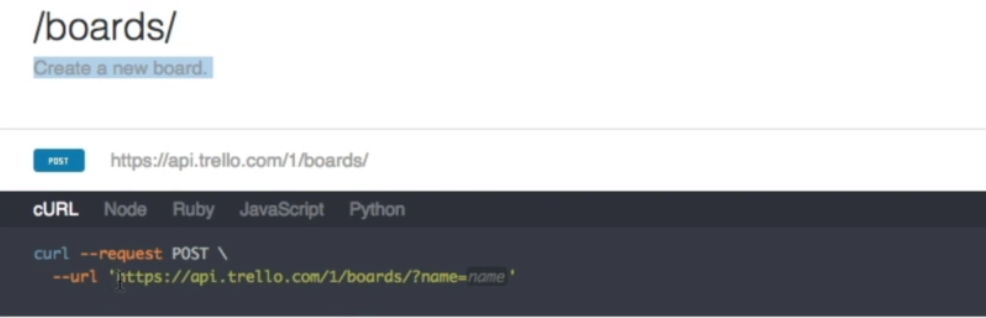 /boards/
Create a new board.
POST https://api.trello.com/1/boards/
cURL Node Ruby JavaScript Python
curl --request POST \
--url 'https://api.trello.com/1/boards/?name=name'